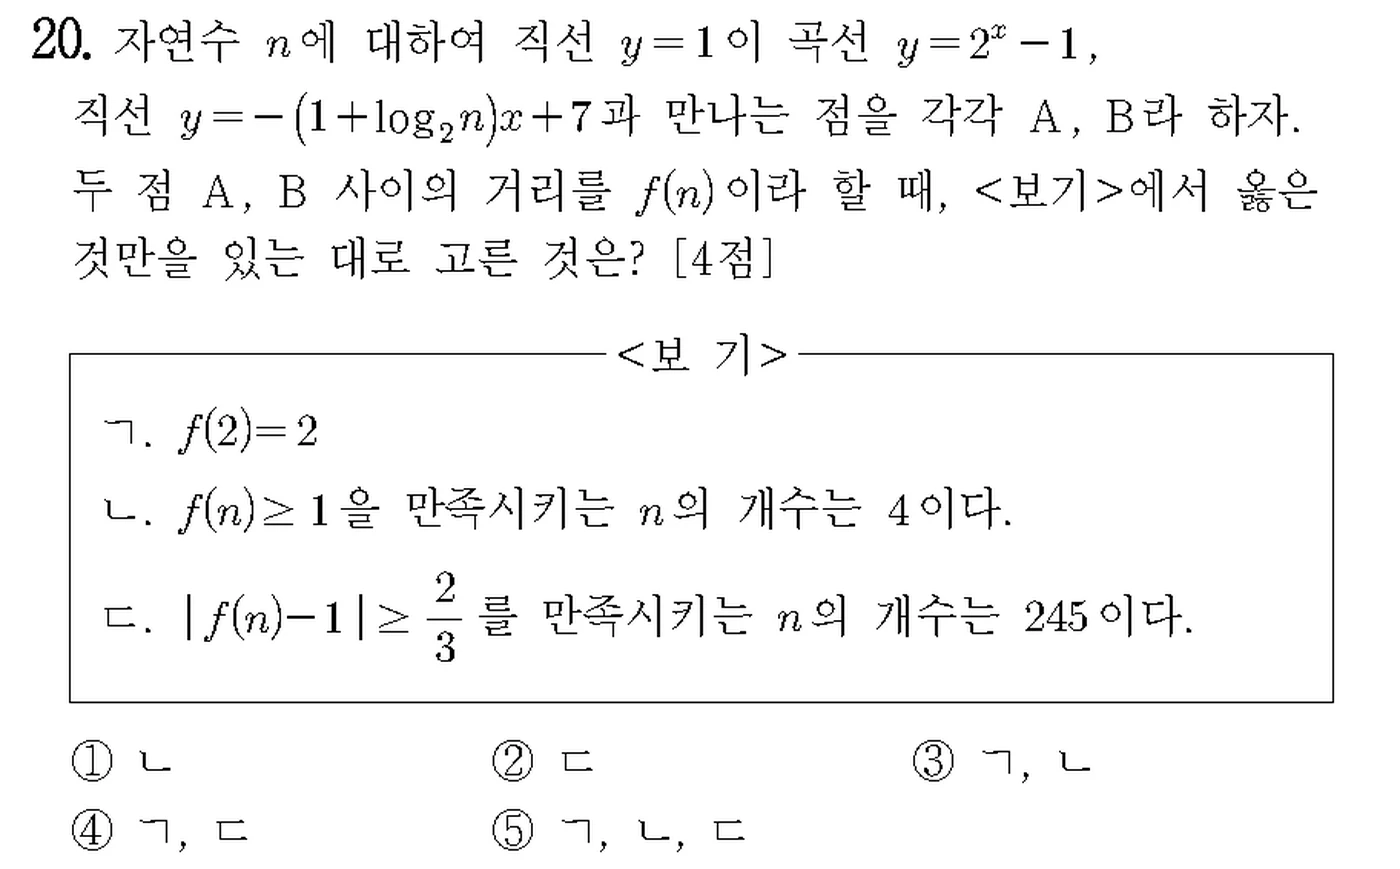 20. 자연수 n에 대하여 직선 y=1이 곡선 y=2^x-1,
직선 y=-(1+log₂n)x+7과 만나는 점을 각각 A, B라 하자.
두 점 A, B 사이의 거리를 f(n)이라 할 때, <보기>에서 옳은
것만을 있는 대로 고른 것은? [4점]
<보 기>
ㄱ. f(2)=2
ㄴ. f(n)≥1을 만족시키는 n의 개수는 4이다.
ㄷ. |f(n)-1|≥2/3를 만족시키는 n의 개수는 245이다.
① ㄴ ② ㄷ ③ ㄱ, ㄴ
④ ㄱ, ㄷ ⑤ ㄱ, ㄴ, ㄷ